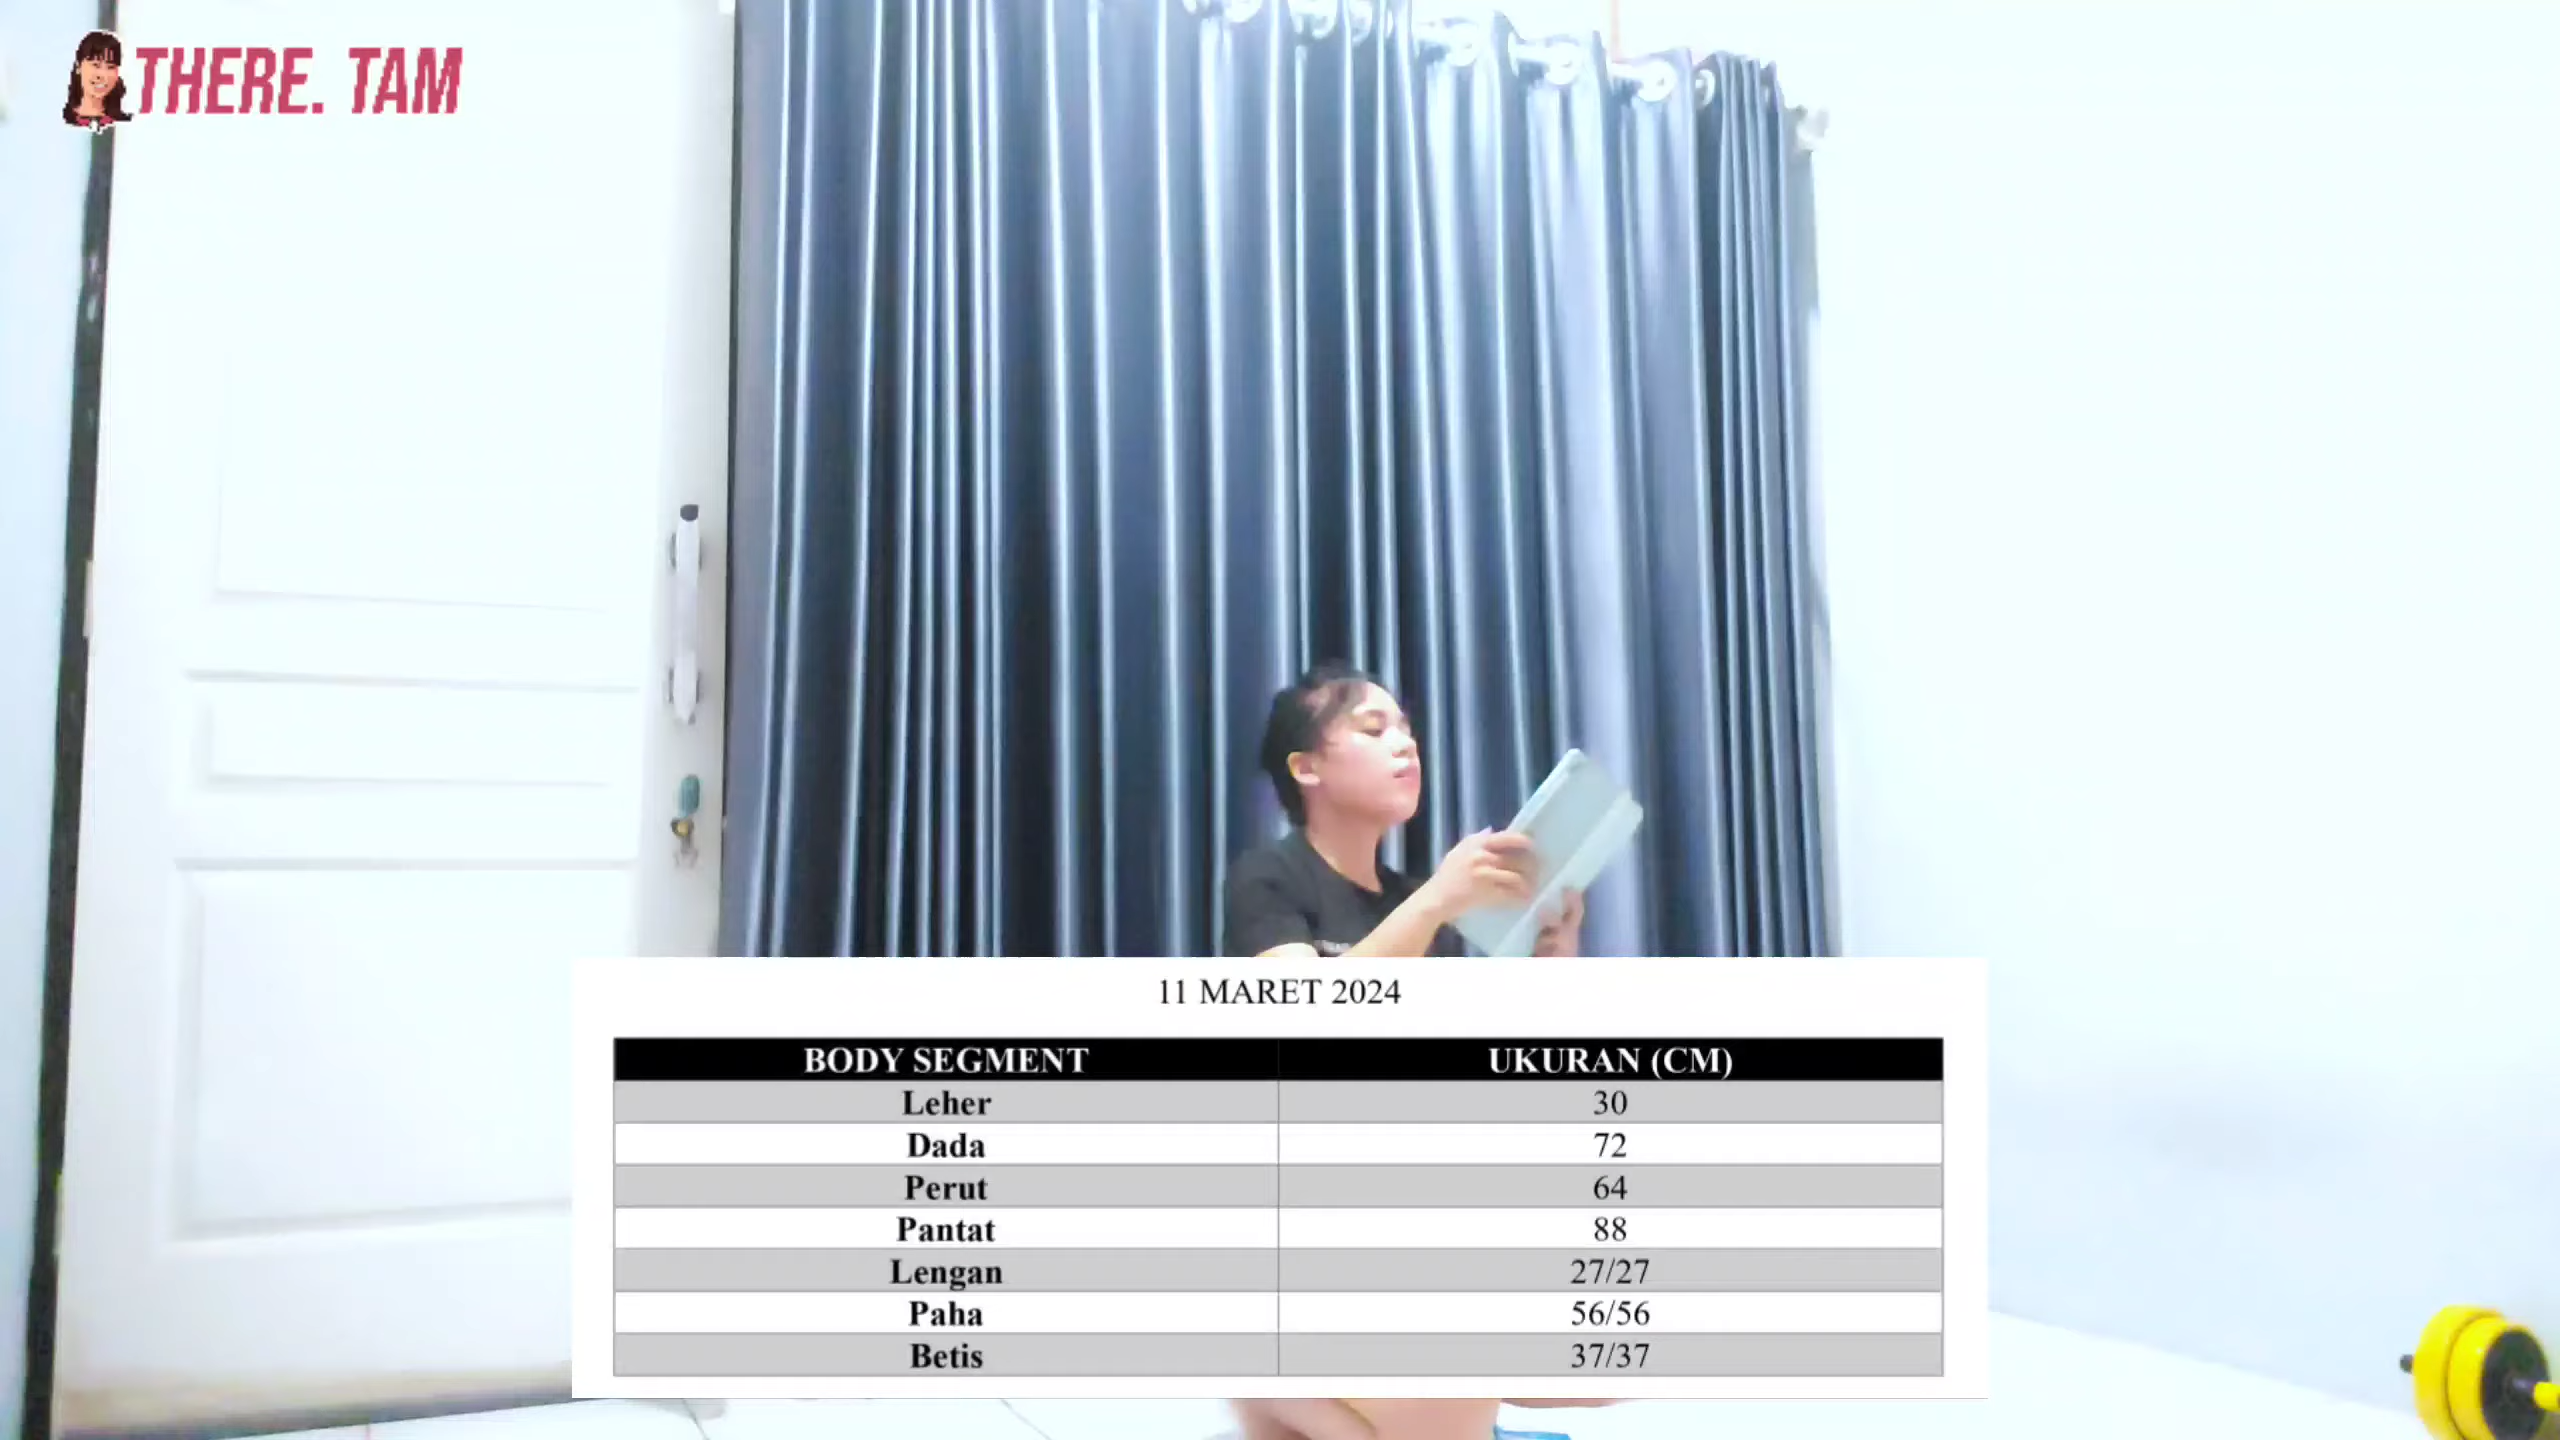 THERE. TAM
11 MARET 2024
BODY SEGMENT UKURAN (CM)
Leher 30
Dada 72
Perut 64
Pantat 88
Lengan 27/27
Paha 56/56
Betis 37/37